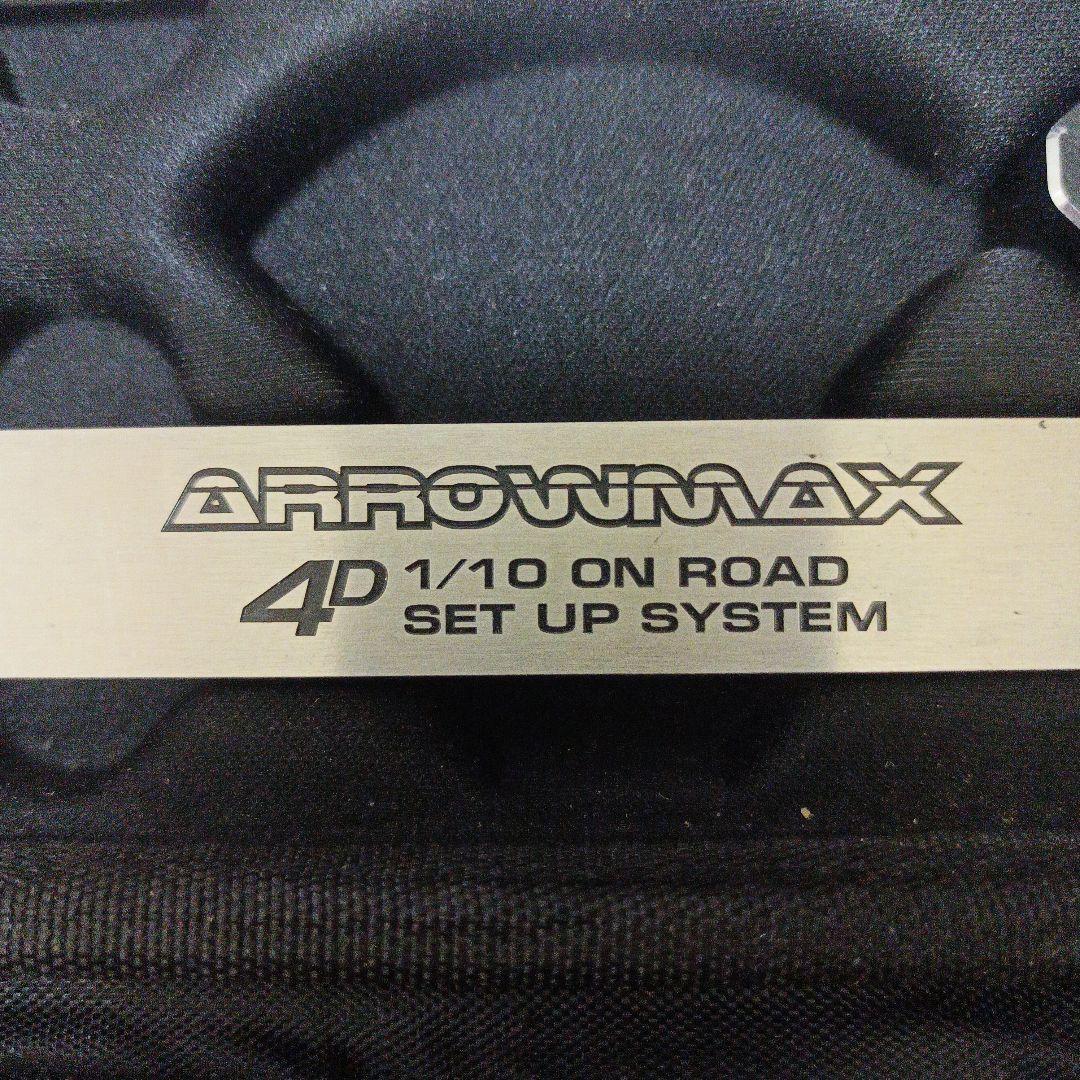 ARROWMAX
4D 1/10 ON ROAD
SET UP SYSTEM